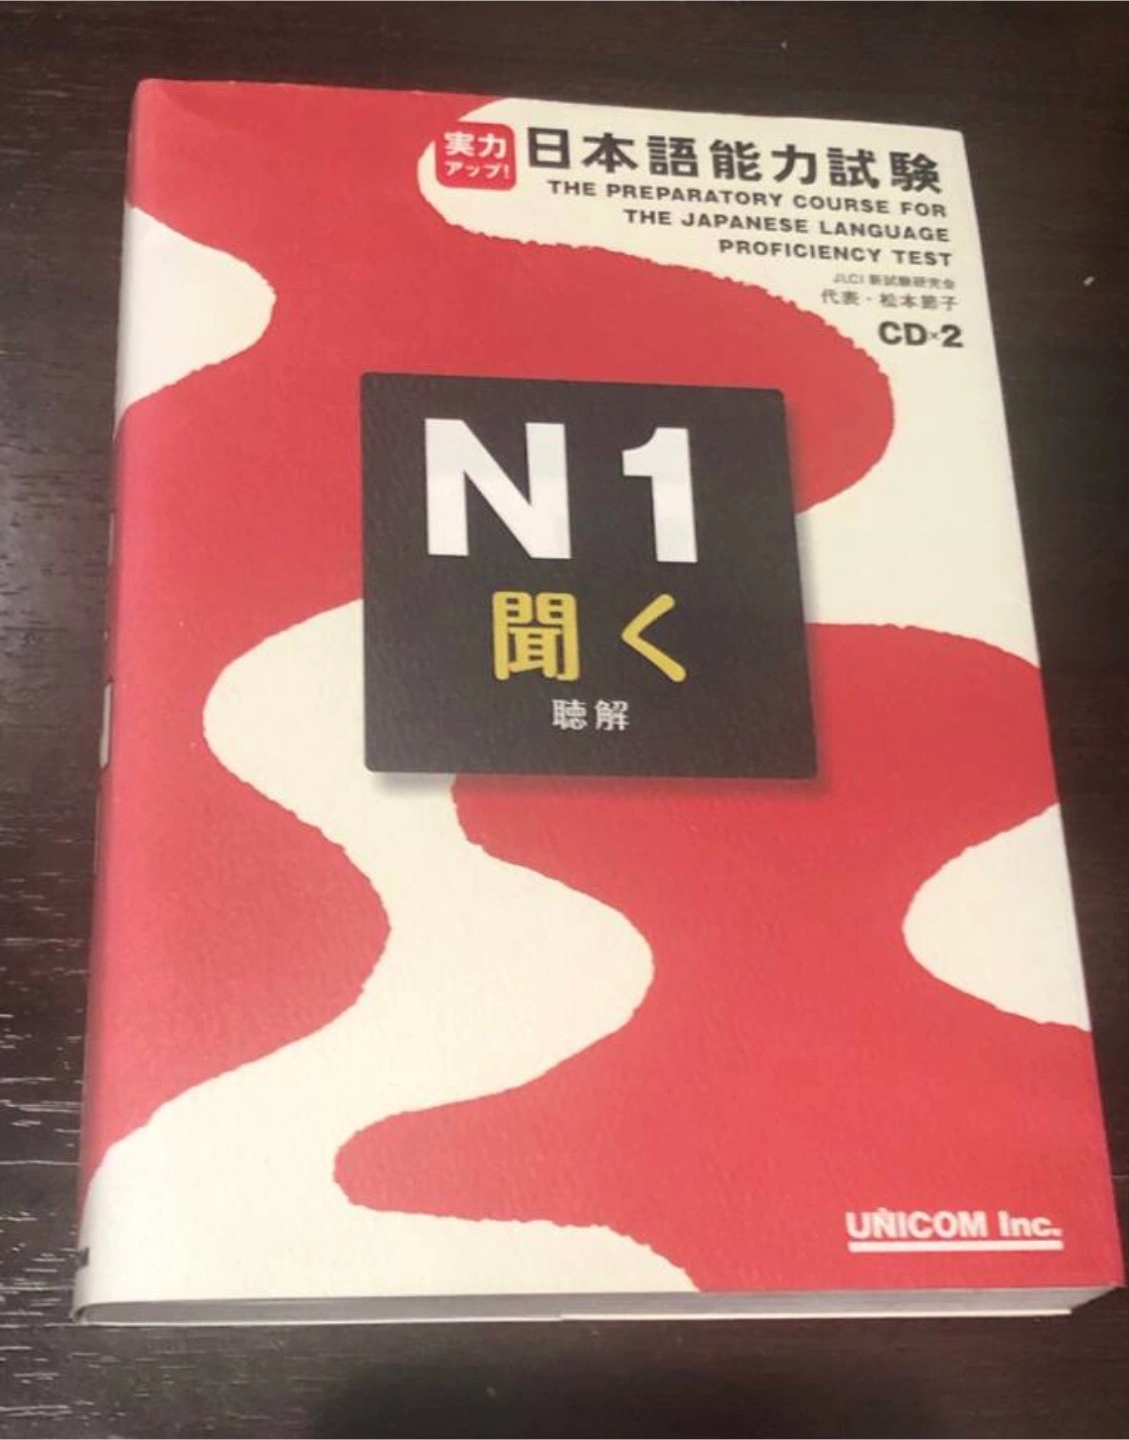 実力
アップ!
日本語能力試験
THE PREPARATORY COURSE FOR
THE JAPANESE LANGUAGE
PROFICIENCY TEST
JLCI 新試験研究会
代表・松本節子
CD×2
N1
聞く
聴解
UNICOM Inc.